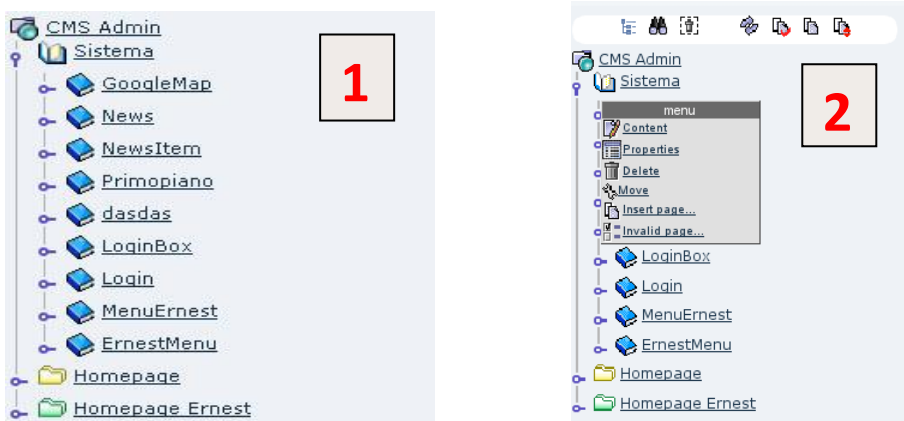 CMS Admin
Sistema
GoogleMap
News
NewsItem
Primopiano
dasdas
LoginBox
Login
MenuErnest
ErnestMenu
Homepage
Homepage Ernest
1
CMS Admin
Sistema
menu
Content
Properties
Delete
Move
Insert page...
Invalid page...
LoginBox
Login
MenuErnest
ErnestMenu
Homepage
Homepage Ernest
2